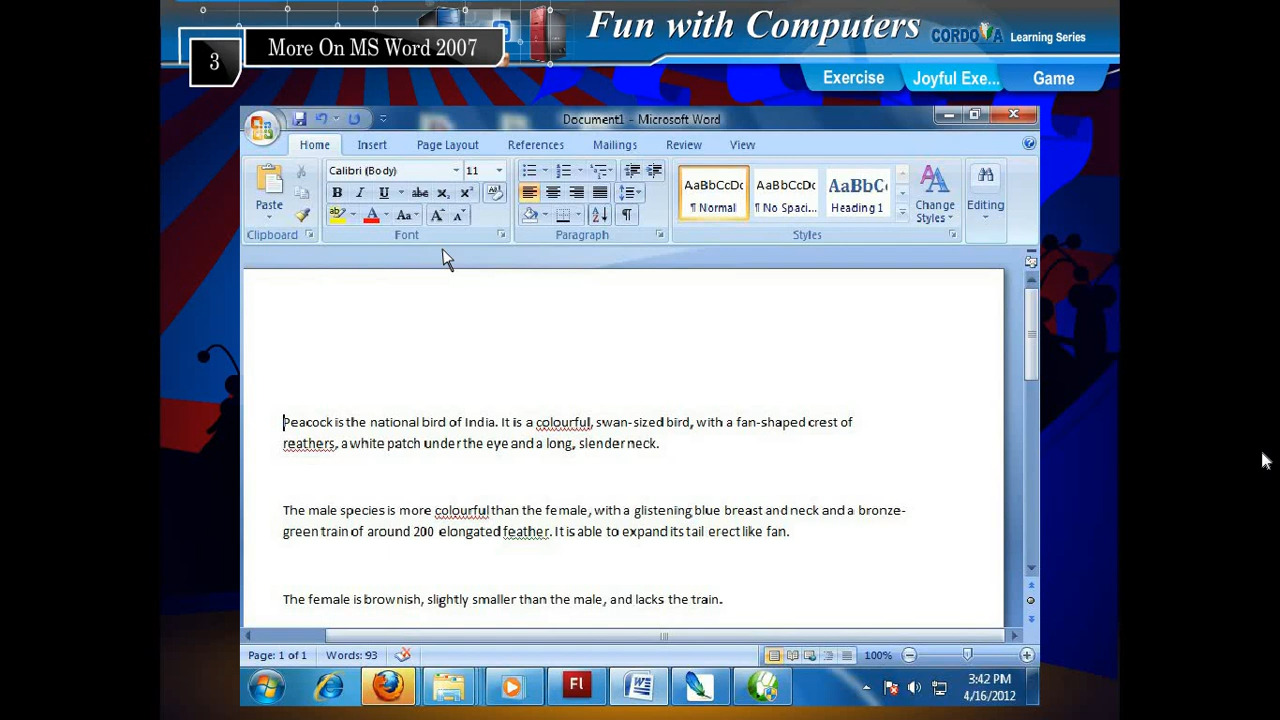 Fun with Computers
CORDOVA Learning Series
3
More On MS Word 2007
Exercise
Joyful Exe...
Game
Document1 - Microsoft Word
Home Insert Page Layout References Mailings Review View
Calibri (Body) 11
Paste
B I U abc x₂ x²
Aa A A
AaBbCcDc AaBbCcDc AaBbC
¶ Normal ¶ No Spaci... Heading 1
Change Styles
Editing
Clipboard Font Paragraph Styles
Peacock is the national bird of India. It is a colourful, swan-sized bird, with a fan-shaped crest of
reathers, a white patch under the eye and a long, slender neck.
The male species is more colourful than the female, with a glistening blue breast and neck and a bronze-
green train of around 200 elongated feather. It is able to expand its tail erect like fan.
The female is brownish, slightly smaller than the male, and lacks the train.
Page: 1 of 1 Words: 93 100%
Fl
3:42 PM
4/16/2012